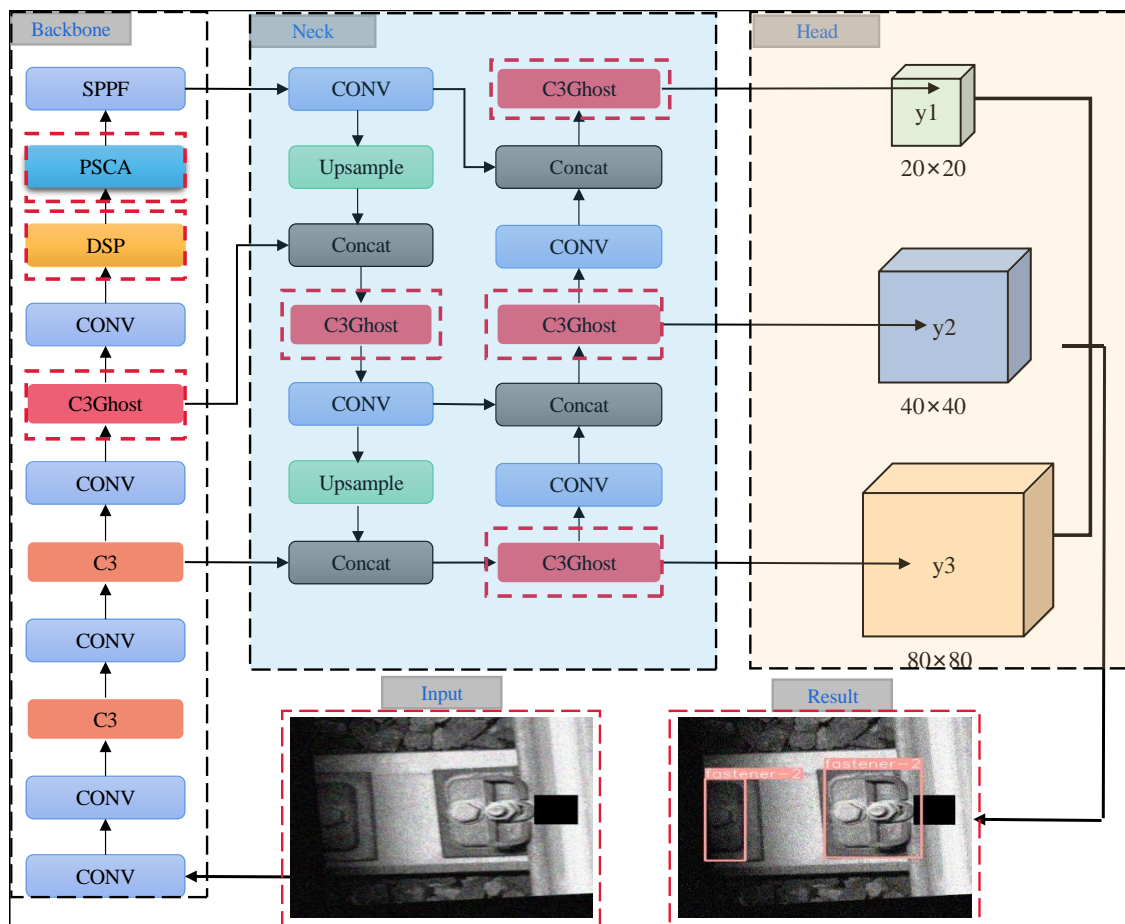 Backbone
SPPF
PSCA
DSP
CONV
C3Ghost
CONV
C3
CONV
C3
CONV
CONV
Neck
CONV
Upsample
Concat
C3Ghost
CONV
Upsample
Concat
C3Ghost
Concat
CONV
C3Ghost
Concat
CONV
C3Ghost
Head
y1
20×20
y2
40×40
y3
80×80
Input
Result
fastener-2
fastener-2